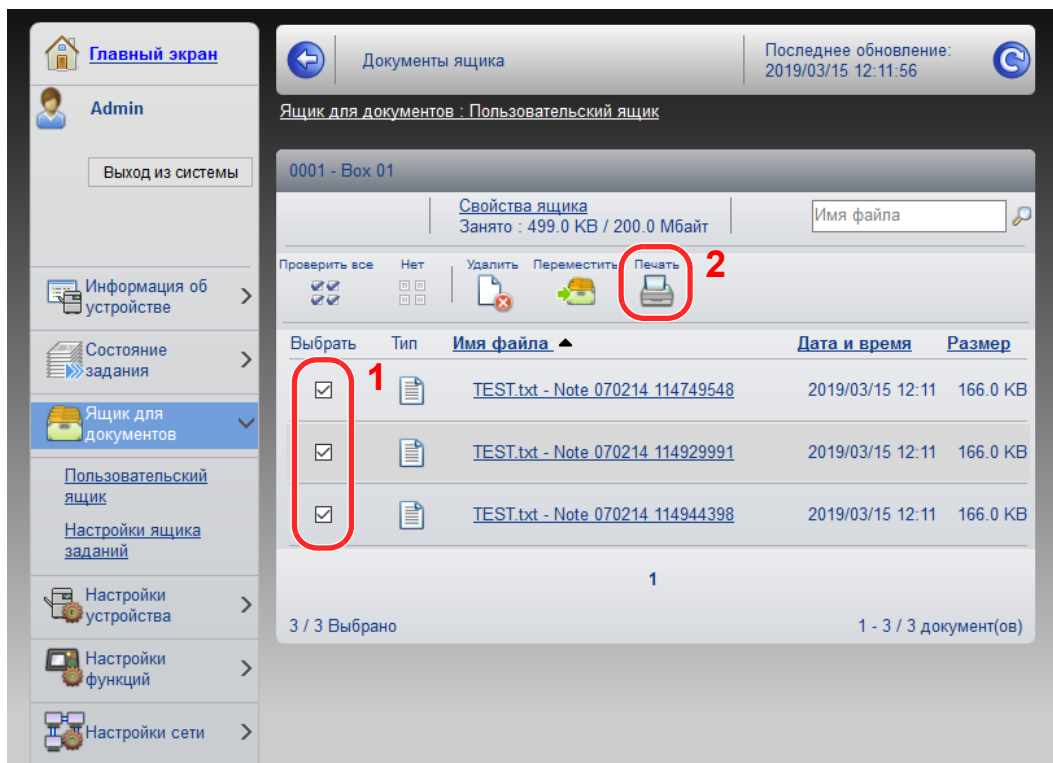 Главный экран
Admin
Выход из системы
Информация об
устройстве
Состояние
задания
Ящик для
документов
Пользовательский
ящик
Настройки ящика
заданий
Настройки
устройства
Настройки
функций
Настройки сети
Документы ящика
Последнее обновление:
2019/03/15 12:11:56
Ящик для документов : Пользовательский ящик
0001 - Box 01
Свойства ящика
Занято : 499.0 KB / 200.0 Мбайт
Имя файла
Проверить все Нет Удалить Переместить Печать 2
Выбрать Тип Имя файла Дата и время Размер
1
TEST.txt - Note 070214 114749548 2019/03/15 12:11 166.0 KB
TEST.txt - Note 070214 114929991 2019/03/15 12:11 166.0 KB
TEST.txt - Note 070214 114944398 2019/03/15 12:11 166.0 KB
1
3 / 3 Выбрано 1 - 3 / 3 документ(ов)